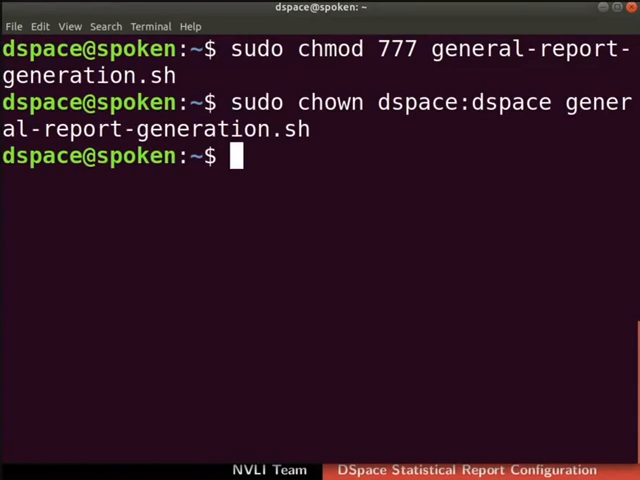 dspace@spoken: ~
File Edit View Search Terminal Help
dspace@spoken:~$ sudo chmod 777 general-report-
generation.sh
dspace@spoken:~$ sudo chown dspace:dspace gener
al-report-generation.sh
dspace@spoken:~$
NVLI Team DSpace Statistical Report Configuration